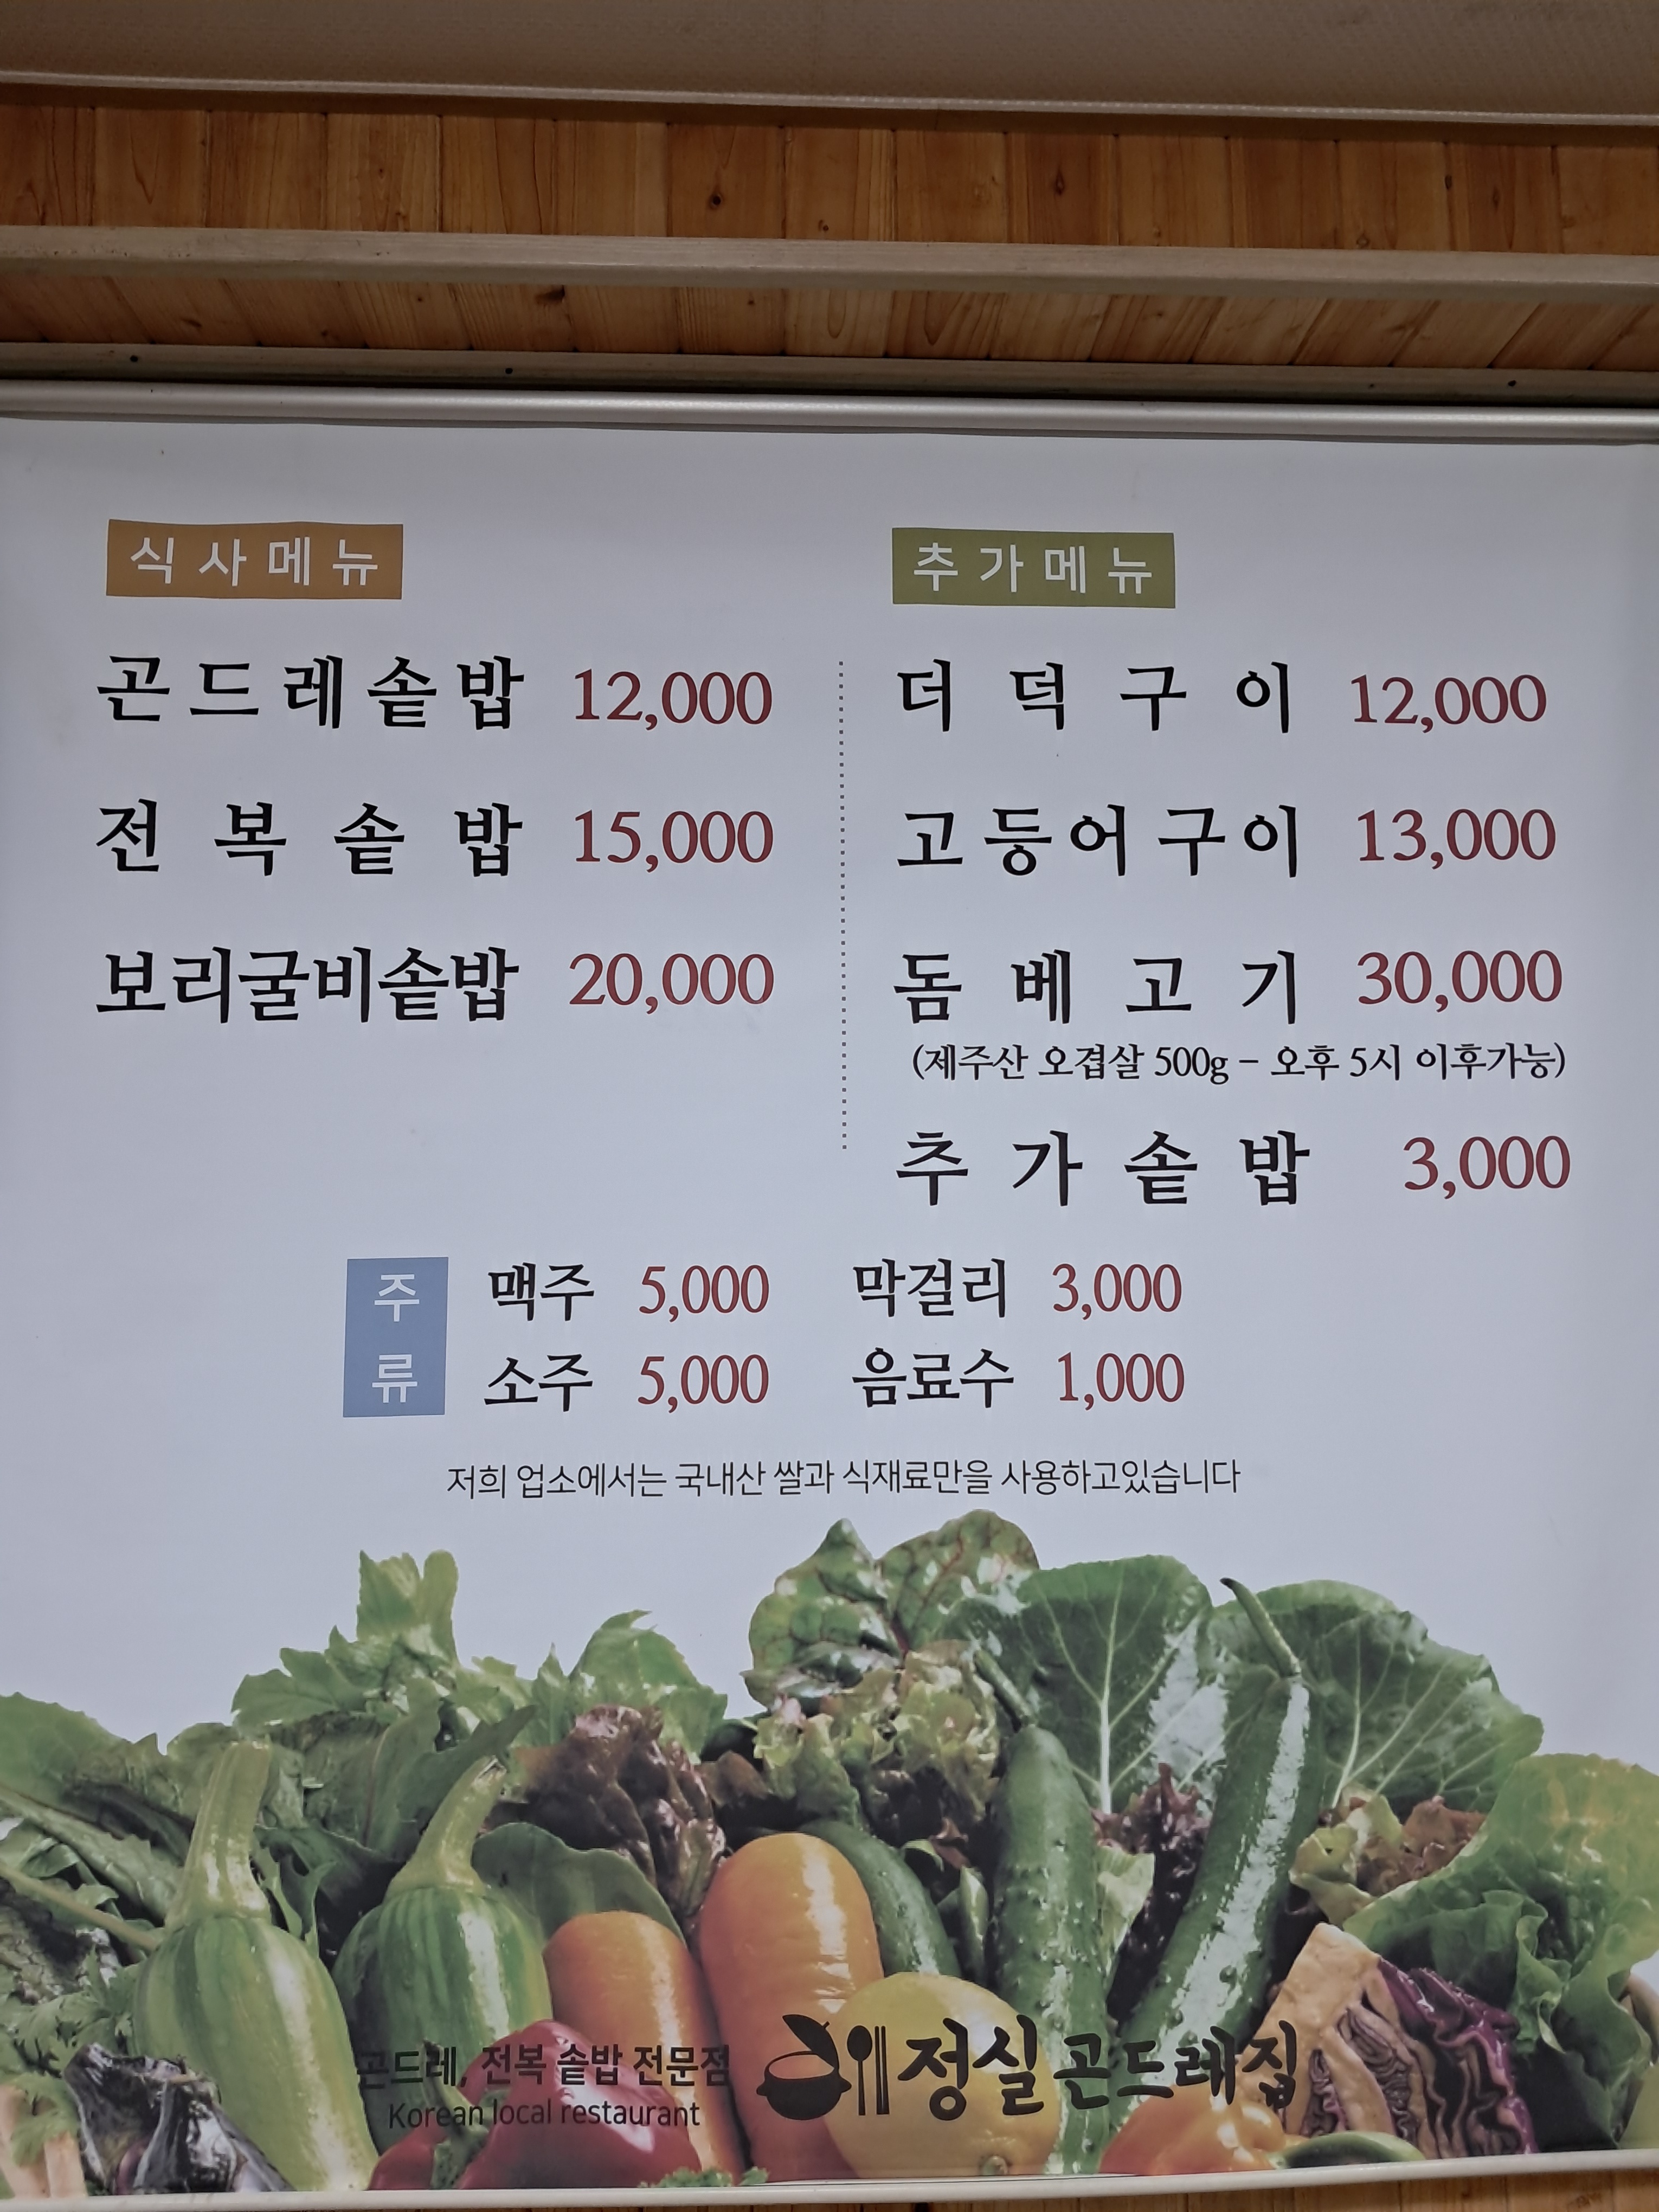 식사메뉴
곤드레솥밥 12,000
전복솥밥 15,000
보리굴비솥밥 20,000
추가메뉴
더덕구이 12,000
고등어구이 13,000
돔베고기 30,000
(제주산 오겹살 500g - 오후 5시 이후가능)
추가솥밥 3,000
주류
맥주 5,000 막걸리 3,000
소주 5,000 음료수 1,000
저희 업소에서는 국내산 쌀과 식재료만을 사용하고있습니다
곤드레, 전복 솥밥 전문점
Korean local restaurant
정실 곤드레집